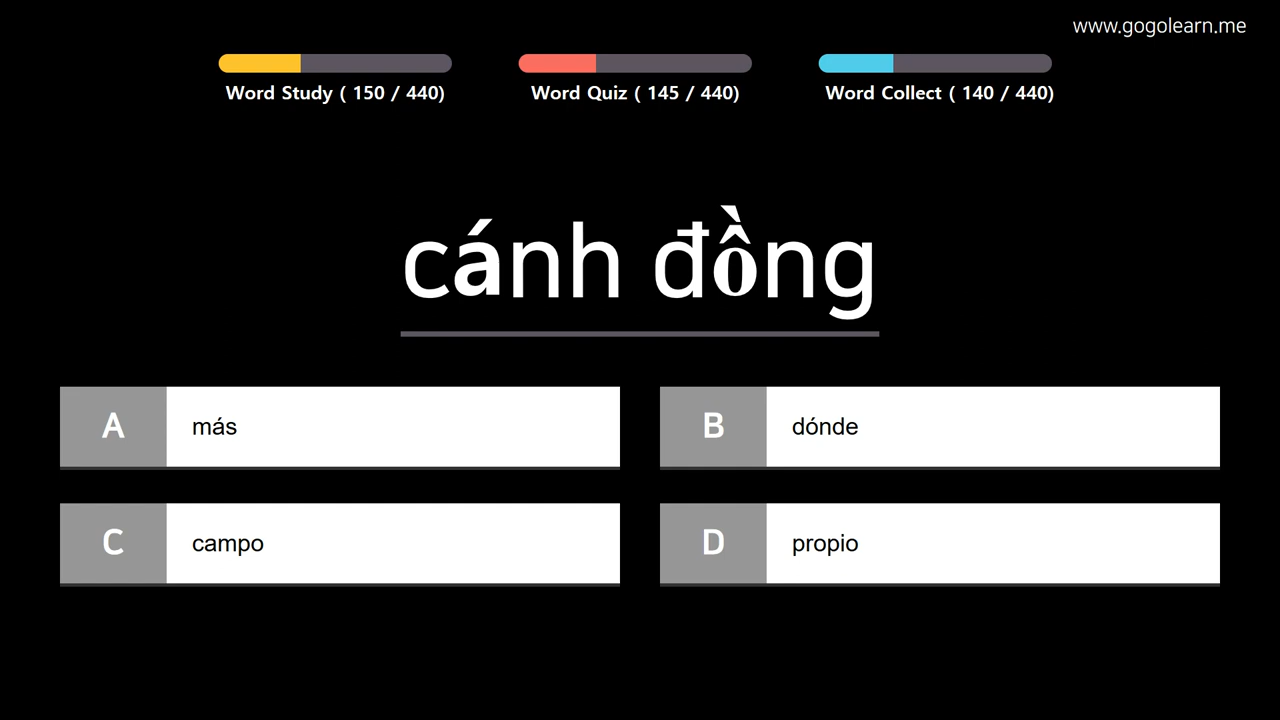 www.gogolearn.me
Word Study ( 150 / 440)
Word Quiz ( 145 / 440)
Word Collect ( 140 / 440)
cánh đồng
A más
B dónde
C campo
D propio